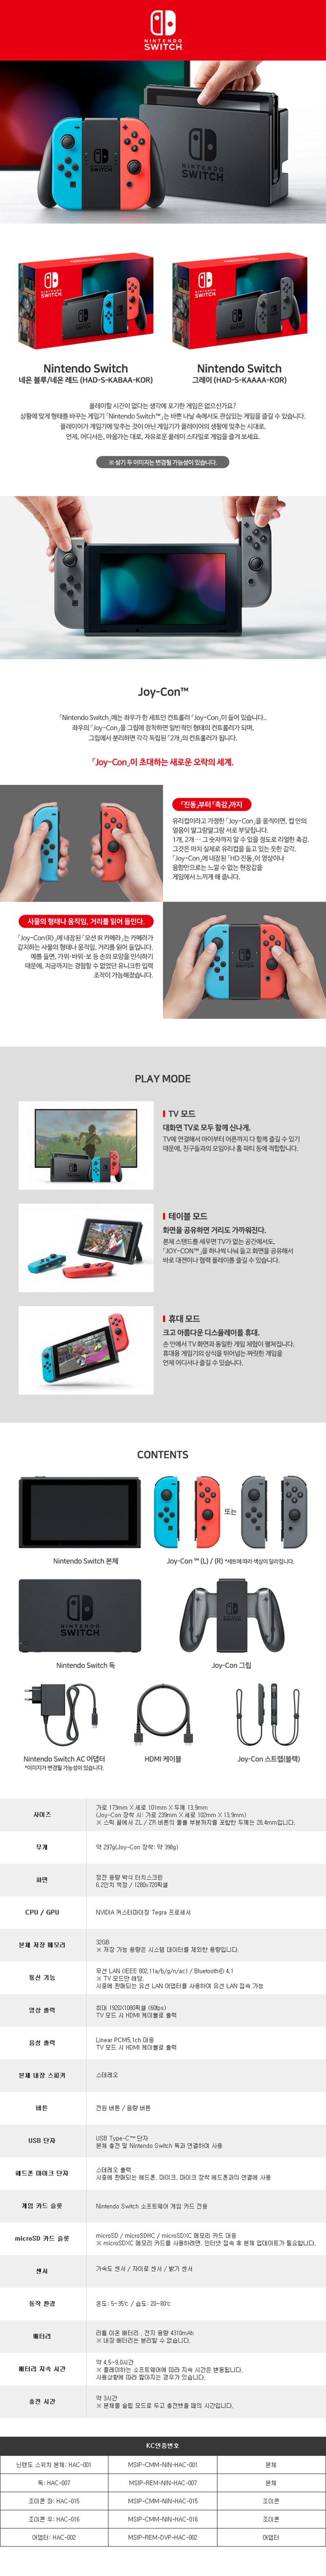 NINTENDO
SWITCH
NINTENDO
SWITCH
NINTENDO
SWITCH
NINTENDO
SWITCH
NINTENDO
SWITCH
Nintendo Switch
네온 블루/네온 레드 (HAD-S-KABAA-KOR)
Nintendo Switch
그레이 (HAD-S-KAAAA-KOR)
플레이할 시간이 없다는 생각에 포기한 게임은 없으신가요?
상황에 맞게 형태를 바꾸는 게임기 「Nintendo Switch™」는 바쁜 나날 속에서도 관심있는 게임을 즐길 수 있습니다.
플레이어가 게임기에 맞추는 것이 아닌 게임기가 플레이어의 생활에 맞추는 시대로.
언제, 어디서든, 마음가는 대로, 자유로운 플레이 스타일로 게임을 즐겨 보세요.
※ 상기 두 이미지는 변경될 가능성이 있습니다.
Joy-Con™
「Nintendo Switch」에는 좌우가 한 세트인 컨트롤러 「Joy-Con」이 들어 있습니다...
좌우의 「Joy-Con」을 그립에 장착하면 일반적인 형태의 컨트롤러가 되며,
그립에서 분리하면 각각 독립된 「2개」의 컨트롤러가 됩니다.
「Joy-Con」이 초대하는 새로운 오락의 세계.
「진동」부터 「촉감」까지
유리컵이라고 가정한 「Joy-Con」을 움직이면, 컵 안의
얼음이 달그랑달그랑 서로 부딪힙니다.
1개, 2개… 그 숫자까지 알 수 있을 정도로 리얼한 촉감.
그것은 마치 실제로 유리컵을 들고 있는 듯한 감각.
「Joy-Con」에 내장된 「HD 진동」이 영상이나
음향만으로는 느낄 수 없는 현장감을
게임에서 느끼게 해 줍니다.
사물의 형태나 움직임, 거리를 읽어 들인다.
「Joy-Con(R)」에 내장된 「모션 IR 카메라」는 카메라가
감지하는 사물의 형태나 움직임, 거리를 읽어 들입니다.
예를 들면, 가위·바위·보 등 손의 모양을 인식하기
때문에, 지금까지는 경험할 수 없었던 유니크한 입력
조작이 가능해졌습니다.
PLAY MODE
TV 모드
대화면 TV로 모두 함께 신나게.
TV에 연결해서 아이부터 어른까지 다 함께 즐길 수 있기
때문에, 친구들과의 모임이나 홈 파티 등에 적합합니다.
테이블 모드
화면을 공유하면 거리도 가까워진다.
본체 스탠드를 세우면 TV가 없는 공간에서도,
「JOY-CON™」을 하나씩 나눠 들고 화면을 공유해서
바로 대전이나 협력 플레이를 즐길 수 있습니다.
휴대 모드
크고 아름다운 디스플레이를 휴대.
손 안에서 TV 화면과 동일한 게임 체험이 펼쳐집니다.
휴대용 게임기의 상식을 뛰어넘는 짜릿한 게임을
언제 어디서나 즐길 수 있습니다.
CONTENTS
또는
Nintendo Switch 본체
Joy-Con ™ (L) / (R) *세트에 따라 색상이 달라집니다.
NINTENDO
SWITCH
Nintendo Switch 독
Joy-Con 그립
Nintendo Switch AC 어댑터
*이미지가 변경될 가능성이 있습니다.
HDMI 케이블
Joy-Con 스트랩(블랙)
사이즈
가로 173mm X 세로 101mm X 두께 13.9mm
(Joy-Con 장착 시: 가로 239mm X 세로 102mm X 13.9mm)
※ 스틱 끝에서 ZL / ZR 버튼의 돌출 부분까지를 포함한 두께는 28.4mm입니다.
무게
약 297g(Joy-Con 장착: 약 398g)
화면
정전 용량 방식 터치스크린
6.2인치 액정 / 1280x720픽셀
CPU / GPU
NVIDIA 커스터마이징 Tegra 프로세서
본체 저장 메모리
32GB
※ 저장 가능 용량은 시스템 데이터를 제외한 용량입니다.
통신 기능
무선 LAN (IEEE 802.11a/b/g/n/ac) / Bluetooth® 4.1
※ TV 모드만 해당.
시중에 판매되는 유선 LAN 어댑터를 사용하여 유선 LAN 접속 가능
영상 출력
최대 1920X1080픽셀 (60fps)
TV 모드 시 HDMI 케이블로 출력
음성 출력
Linear PCM5.1ch 대응
TV 모드 시 HDMI 케이블로 출력
본체 내장 스피커
스테레오
버튼
전원 버튼 / 음량 버튼
USB 단자
USB Type-C™ 단자
본체 충전 및 Nintendo Switch 독과 연결하여 사용
헤드폰 마이크 단자
스테레오 출력
시중에 판매되는 헤드폰, 마이크, 마이크 장착 헤드폰과의 연결에 사용
게임 카드 슬롯
Nintendo Switch 소프트웨어 게임 카드 전용
microSD 카드 슬롯
microSD / microSDHC / microSDXC 메모리 카드 대응
※ microSDXC 메모리 카드를 사용하려면, 인터넷 접속 후 본체 업데이트가 필요합니다.
센서
가속도 센서 / 자이로 센서 / 밝기 센서
동작 환경
온도: 5~35℃ / 습도: 20~80%
배터리
리튬 이온 배터리 , 전지 용량 4310mAh
※ 내장 배터리는 분리할 수 없습니다.
배터리 지속 시간
약 4.5~9.0시간
※ 플레이하는 소프트웨어에 따라 지속 시간은 변동됩니다.
사용상황에 따라 짧아지는 경우가 있습니다.
충전 시간
약 3시간
※ 본체를 슬립 모드로 두고 충전했을 때의 시간입니다.
KC인증번호
닌텐도 스위치 본체: HAC-001
MSIP-CMM-NIN-HAC-001
본체
독: HAC-007
MSIP-REM-NIN-HAC-007
본체
조이콘 좌: HAC-015
MSIP-CMM-NIN-HAC-015
조이콘
조이콘 우: HAC-016
MSIP-CMM-NIN-HAC-016
조이콘
어댑터: HAC-002
MSIP-REM-DVP-HAC-002
어댑터